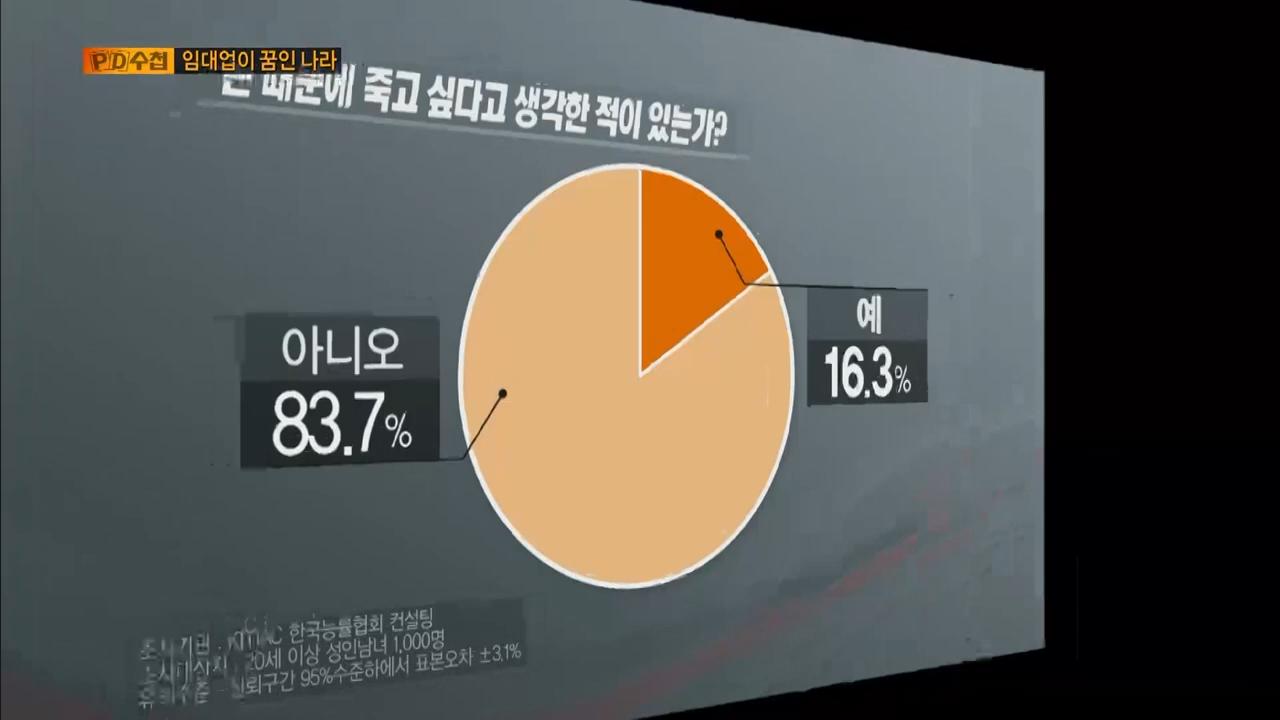 PD수첩 임대업이 꿈인 나라
때문에 죽고 싶다고 생각한 적이 있는가?
예
16.3%
아니오
83.7%
한국능률협회 컨설팅
20세 이상 성인남녀 1,000명
95%수준하에서 표본오차 ±3.1%